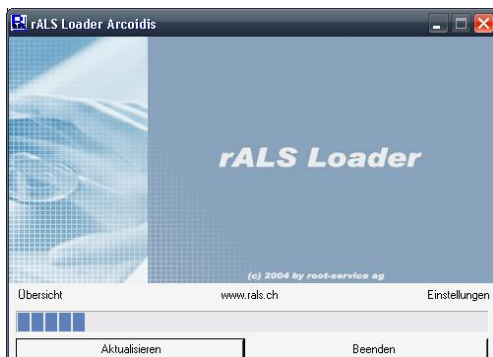 rALS Loader Arcoidis
rALS Loader
(c) 2004 by root-service ag
Übersicht www.rals.ch Einstellungen
Aktualisieren Beenden